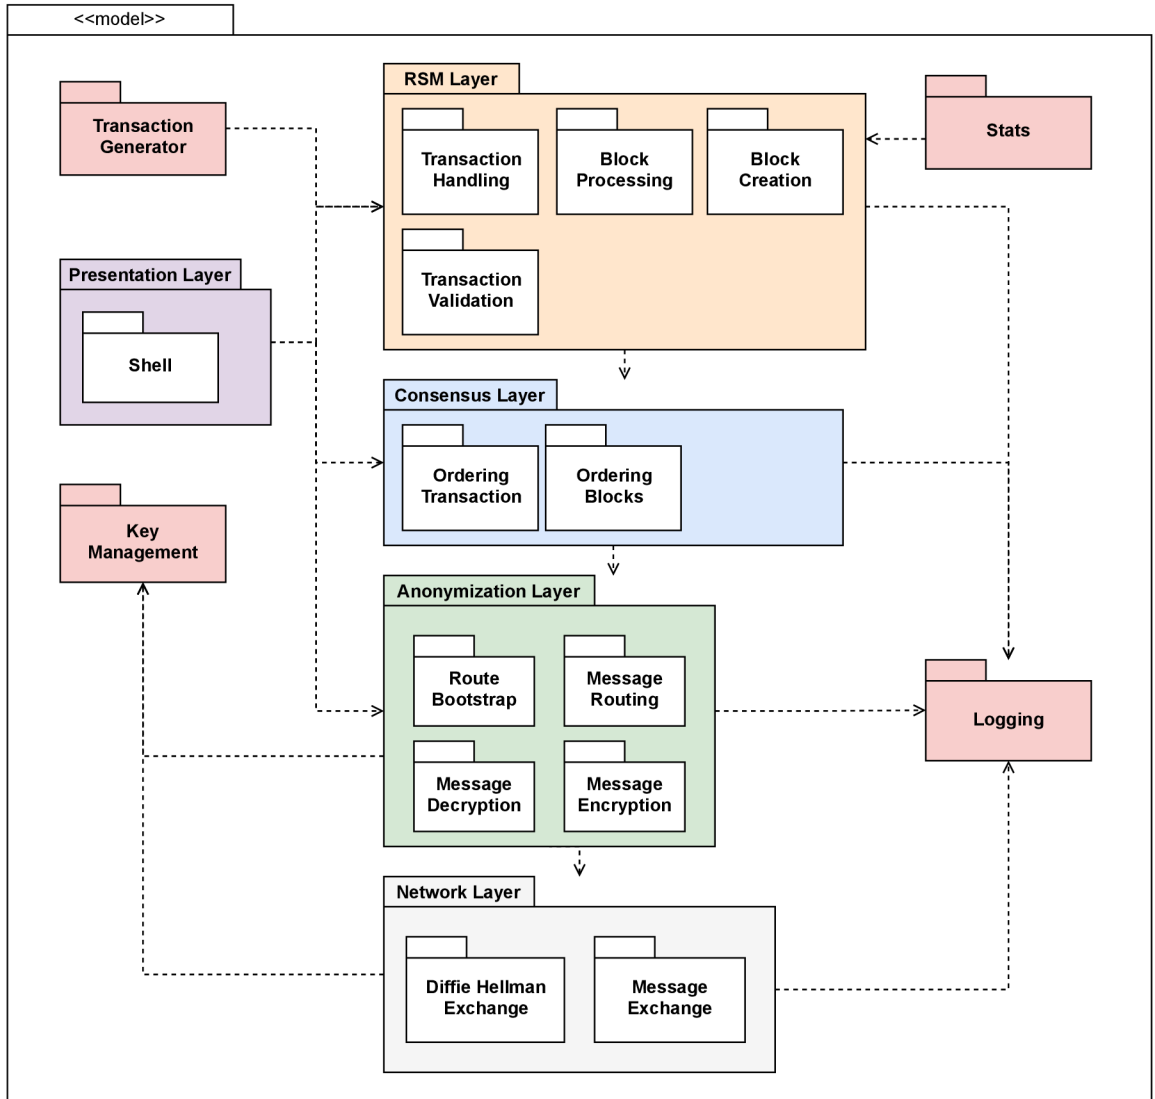 <<model>>
RSM Layer
Transaction
Generator
Stats
Transaction
Handling
Block
Processing
Block
Creation
Presentation Layer
Transaction
Validation
Shell
Consensus Layer
Ordering
Transaction
Ordering
Blocks
Key
Management
Anonymization Layer
Route
Bootstrap
Message
Routing
Logging
Message
Decryption
Message
Encryption
Network Layer
Diffie Hellman
Exchange
Message
Exchange